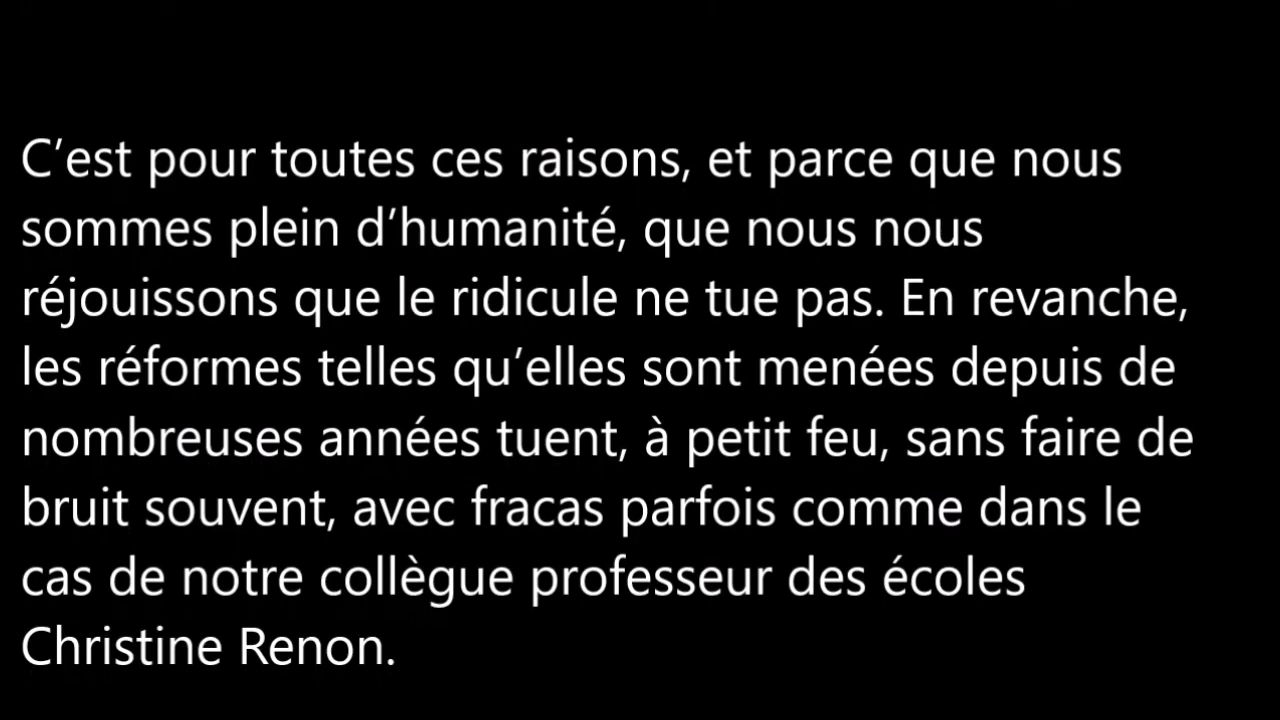 C’est pour toutes ces raisons, et parce que nous
sommes plein d’humanité, que nous nous
réjouissons que le ridicule ne tue pas. En revanche,
les réformes telles qu’elles sont menées depuis de
nombreuses années tuent, à petit feu, sans faire de
bruit souvent, avec fracas parfois comme dans le
cas de notre collègue professeur des écoles
Christine Renon.